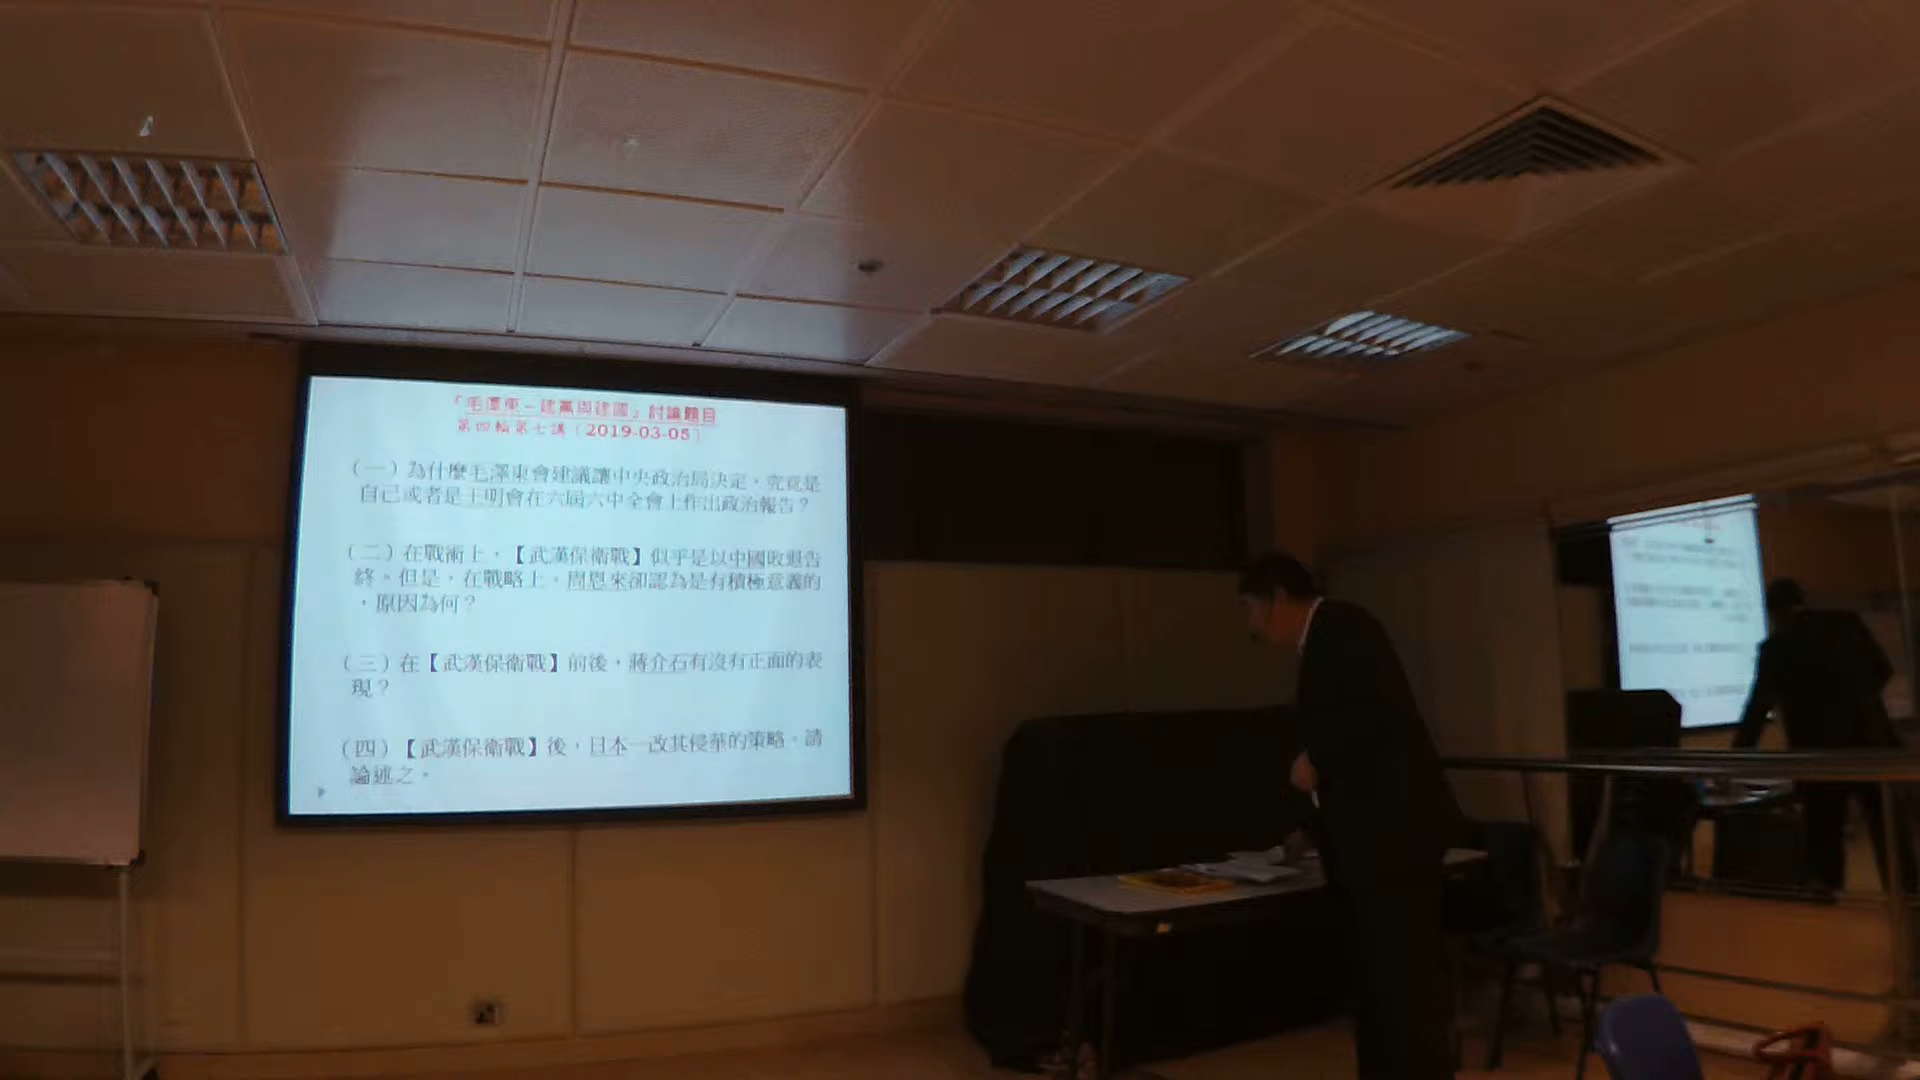 「毛澤東－建黨與建國」討論題目
第四輪第七講（2019-03-05）
（一）為什麼毛澤東會建議讓中央政治局決定，究竟是
自己或者是王明會在六屆六中全會上作出政治報告？
（二）在戰術上，【武漢保衛戰】似乎是以中國敗退告
終。但是，在戰略上，周恩來卻認為是有積極意義的
，原因為何？
（三）在【武漢保衛戰】前後，蔣介石有沒有正面的表
現？
（四）【武漢保衛戰】後，日本一改其侵華的策略。請
論述之。